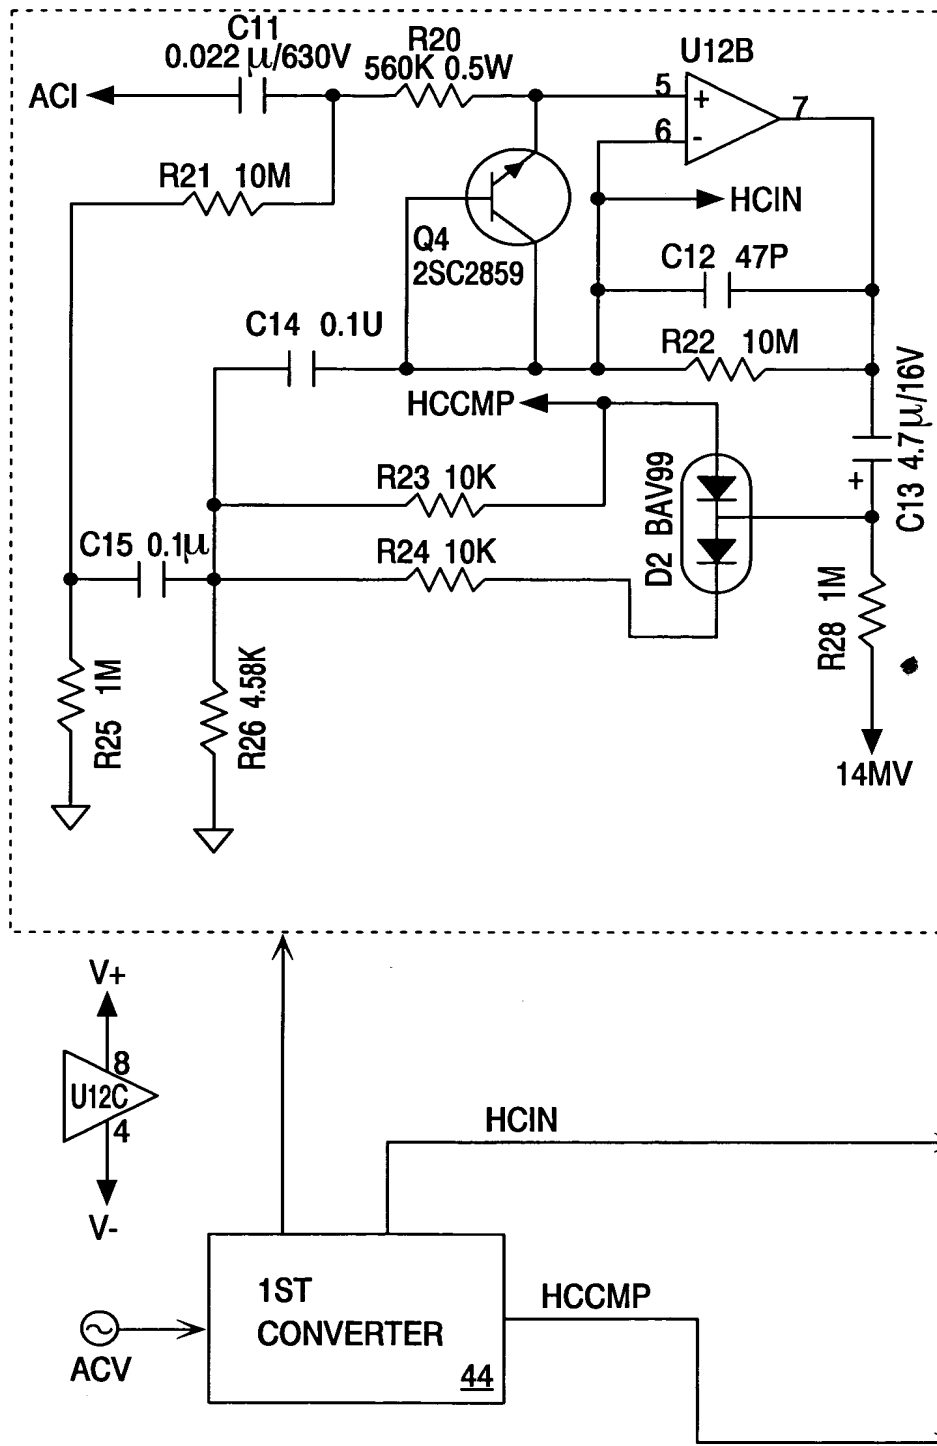 C11
0.022 µ/630V
R20
560K 0.5W
U12B
ACI
5
+
7
6
-
R21 10M
HCIN
Q4
2SC2859
C12 47P
C14 0.1U
R22 10M
HCCMP
C13 4.7µ/16V
+
R23 10K
D2 BAV99
C15 0.1µ
R24 10K
R28 1M
R25 1M
R26 4.58K
14MV
V+
8
U12C
4
V-
HCIN
1ST
CONVERTER
44
HCCMP
ACV